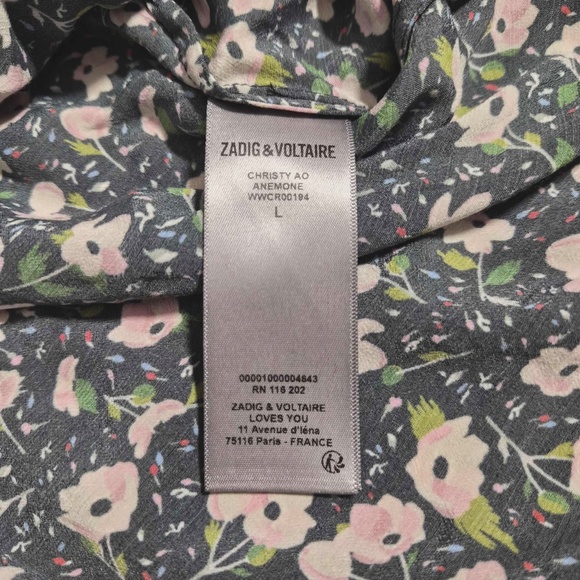 ZADIG & VOLTAIRE
CHRISTY AO
ANEMONE
WWCR00194
L
00001000004643
RN 116 202
ZADIG & VOLTAIRE
LOVES YOU
11 Avenue d'Iéna
75116 Paris - FRANCE